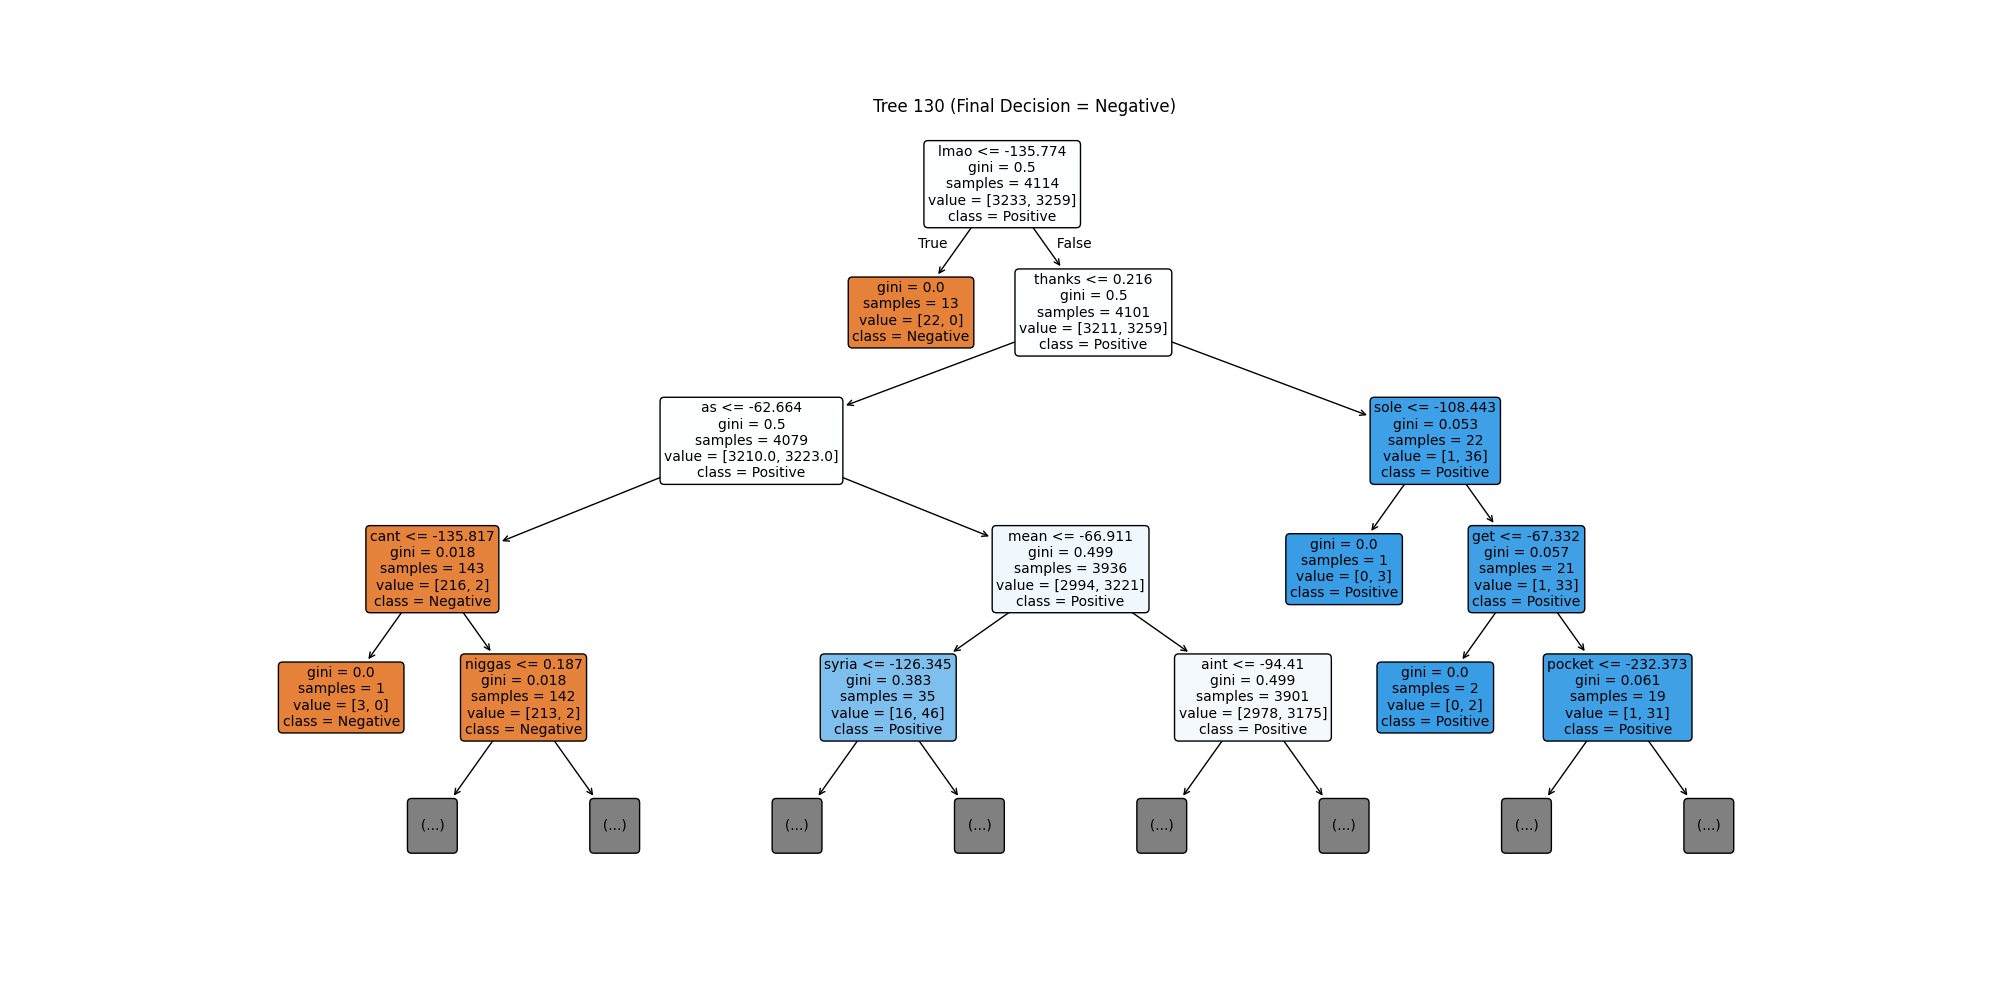 Tree 130 (Final Decision = Negative)
lmao <= -135.774
gini = 0.5
samples = 4114
value = [3233, 3259]
class = Positive
True
False
gini = 0.0
samples = 13
value = [22, 0]
class = Negative
thanks <= 0.216
gini = 0.5
samples = 4101
value = [3211, 3259]
class = Positive
as <= -62.664
gini = 0.5
samples = 4079
value = [3210.0, 3223.0]
class = Positive
sole <= -108.443
gini = 0.053
samples = 22
value = [1, 36]
class = Positive
cant <= -135.817
gini = 0.018
samples = 143
value = [216, 2]
class = Negative
mean <= -66.911
gini = 0.499
samples = 3936
value = [2994, 3221]
class = Positive
gini = 0.0
samples = 1
value = [0, 3]
class = Positive
get <= -67.332
gini = 0.057
samples = 21
value = [1, 33]
class = Positive
gini = 0.0
samples = 1
value = [3, 0]
class = Negative
niggas <= 0.187
gini = 0.018
samples = 142
value = [213, 2]
class = Negative
syria <= -126.345
gini = 0.383
samples = 35
value = [16, 46]
class = Positive
aint <= -94.41
gini = 0.499
samples = 3901
value = [2978, 3175]
class = Positive
gini = 0.0
samples = 2
value = [0, 2]
class = Positive
pocket <= -232.373
gini = 0.061
samples = 19
value = [1, 31]
class = Positive
(...)
(...)
(...)
(...)
(...)
(...)
(...)
(...)